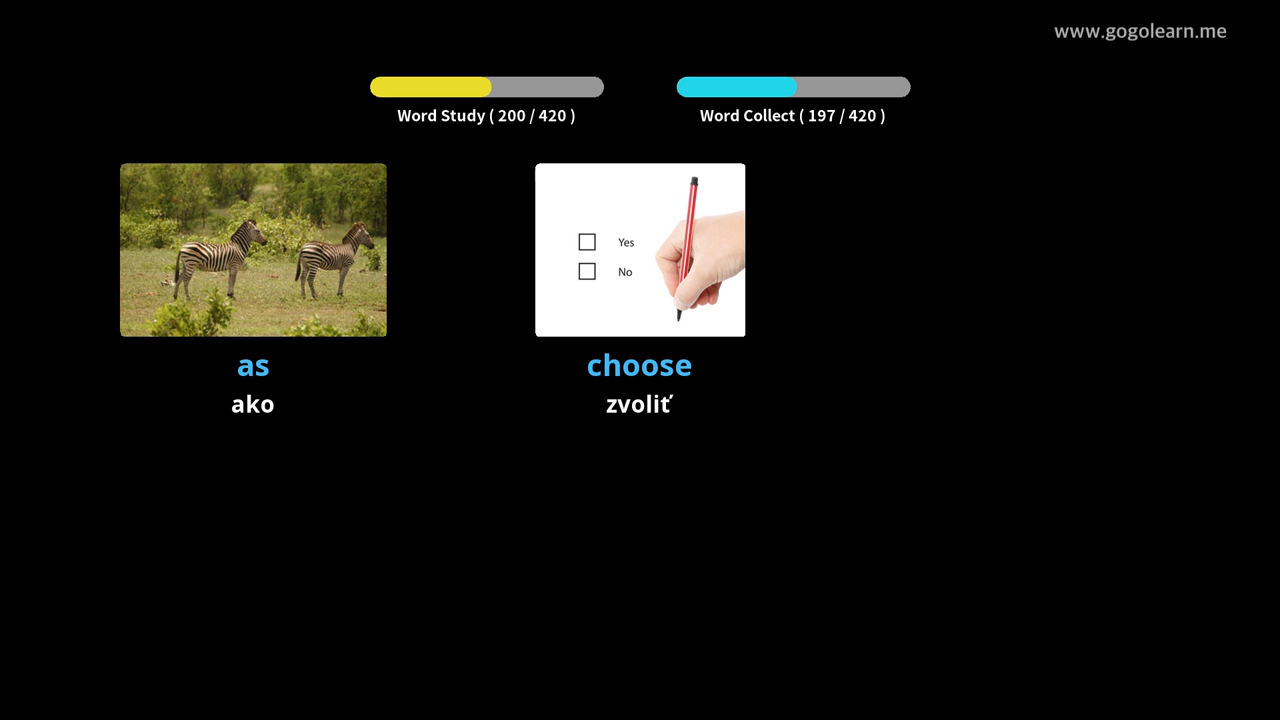 www.gogolearn.me
Word Study ( 200 / 420 )
Word Collect ( 197 / 420 )
Yes
No
as
ako
choose
zvoliť